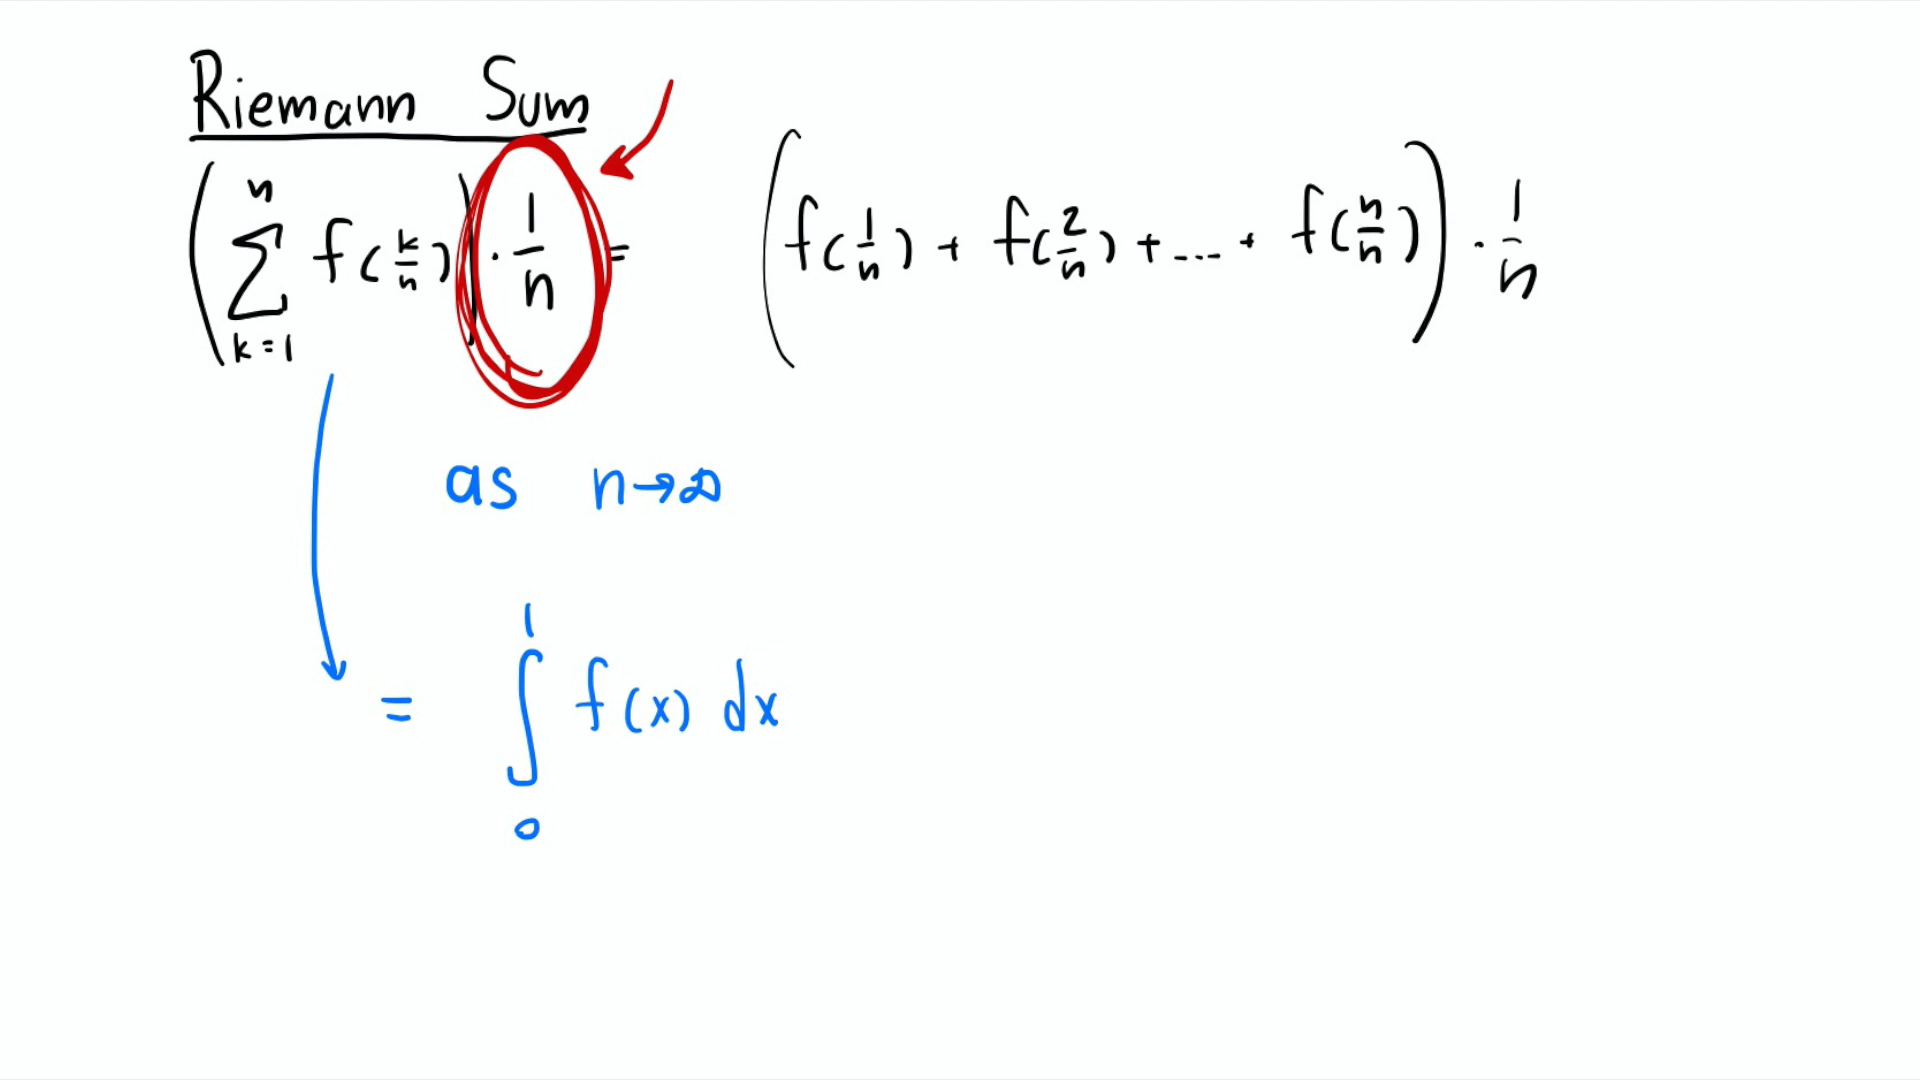 Riemann Sum
(∑_{k=1}^{n} f(k/n)) · 1/n = (f(1/n) + f(2/n) + ... + f(n/n)) · 1/n
as n→∞
= ∫_0^1 f(x) dx